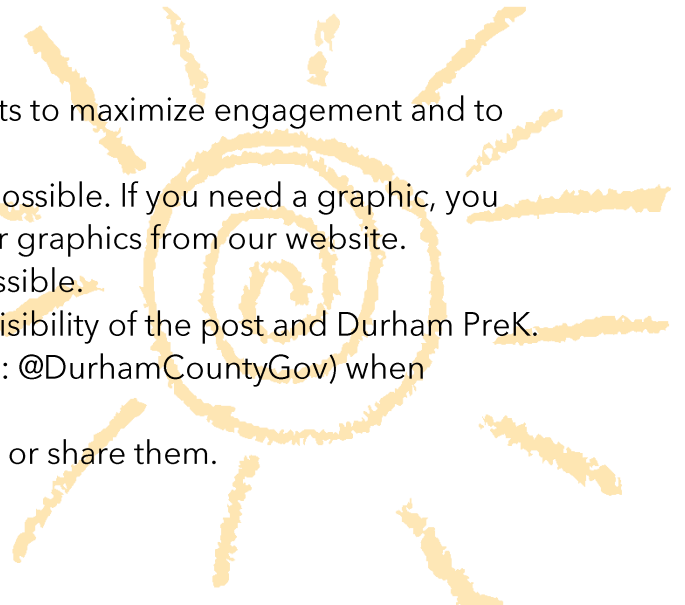 ts to maximize engagement and to
ossible. If you need a graphic, you
r graphics from our website.
ssible.
isibility of the post and Durham PreK.
: @DurhamCountyGov) when
or share them.